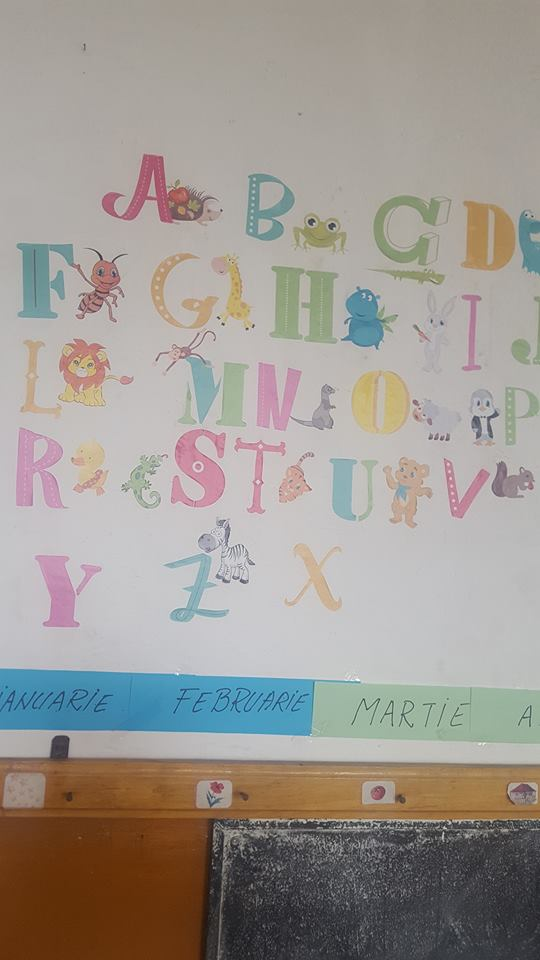 A B C D
F G H I J
L M N O P
R S T U V
Y Z X
IANUARIE FEBRUARIE MARTIE A